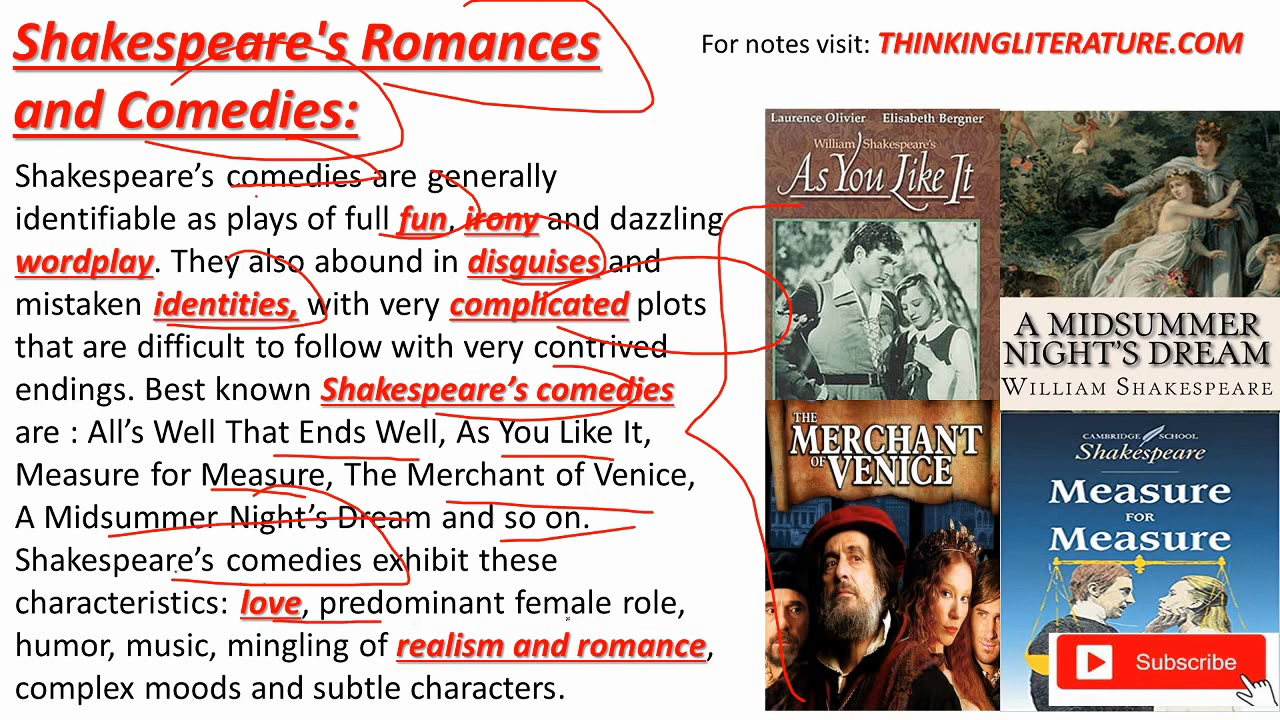 Shakespeare's Romances
and Comedies:
For notes visit: THINKINGLITERATURE.COM
Shakespeare’s comedies are generally
identifiable as plays of full fun, irony and dazzling
wordplay. They also abound in disguises and
mistaken identities, with very complicated plots
that are difficult to follow with very contrived
endings. Best known Shakespeare’s comedies
are : All’s Well That Ends Well, As You Like It,
Measure for Measure, The Merchant of Venice,
A Midsummer Night’s Dream and so on.
Shakespeare’s comedies exhibit these
characteristics: love, predominant female role,
humor, music, mingling of realism and romance,
complex moods and subtle characters.
Laurence Olivier Elisabeth Bergner
William Shakespeare's
As You Like It
A MIDSUMMER
NIGHT'S DREAM
WILLIAM SHAKESPEARE
THE
MERCHANT
OF VENICE
CAMBRIDGE SCHOOL
Shakespeare
Measure
FOR
Measure
Subscribe